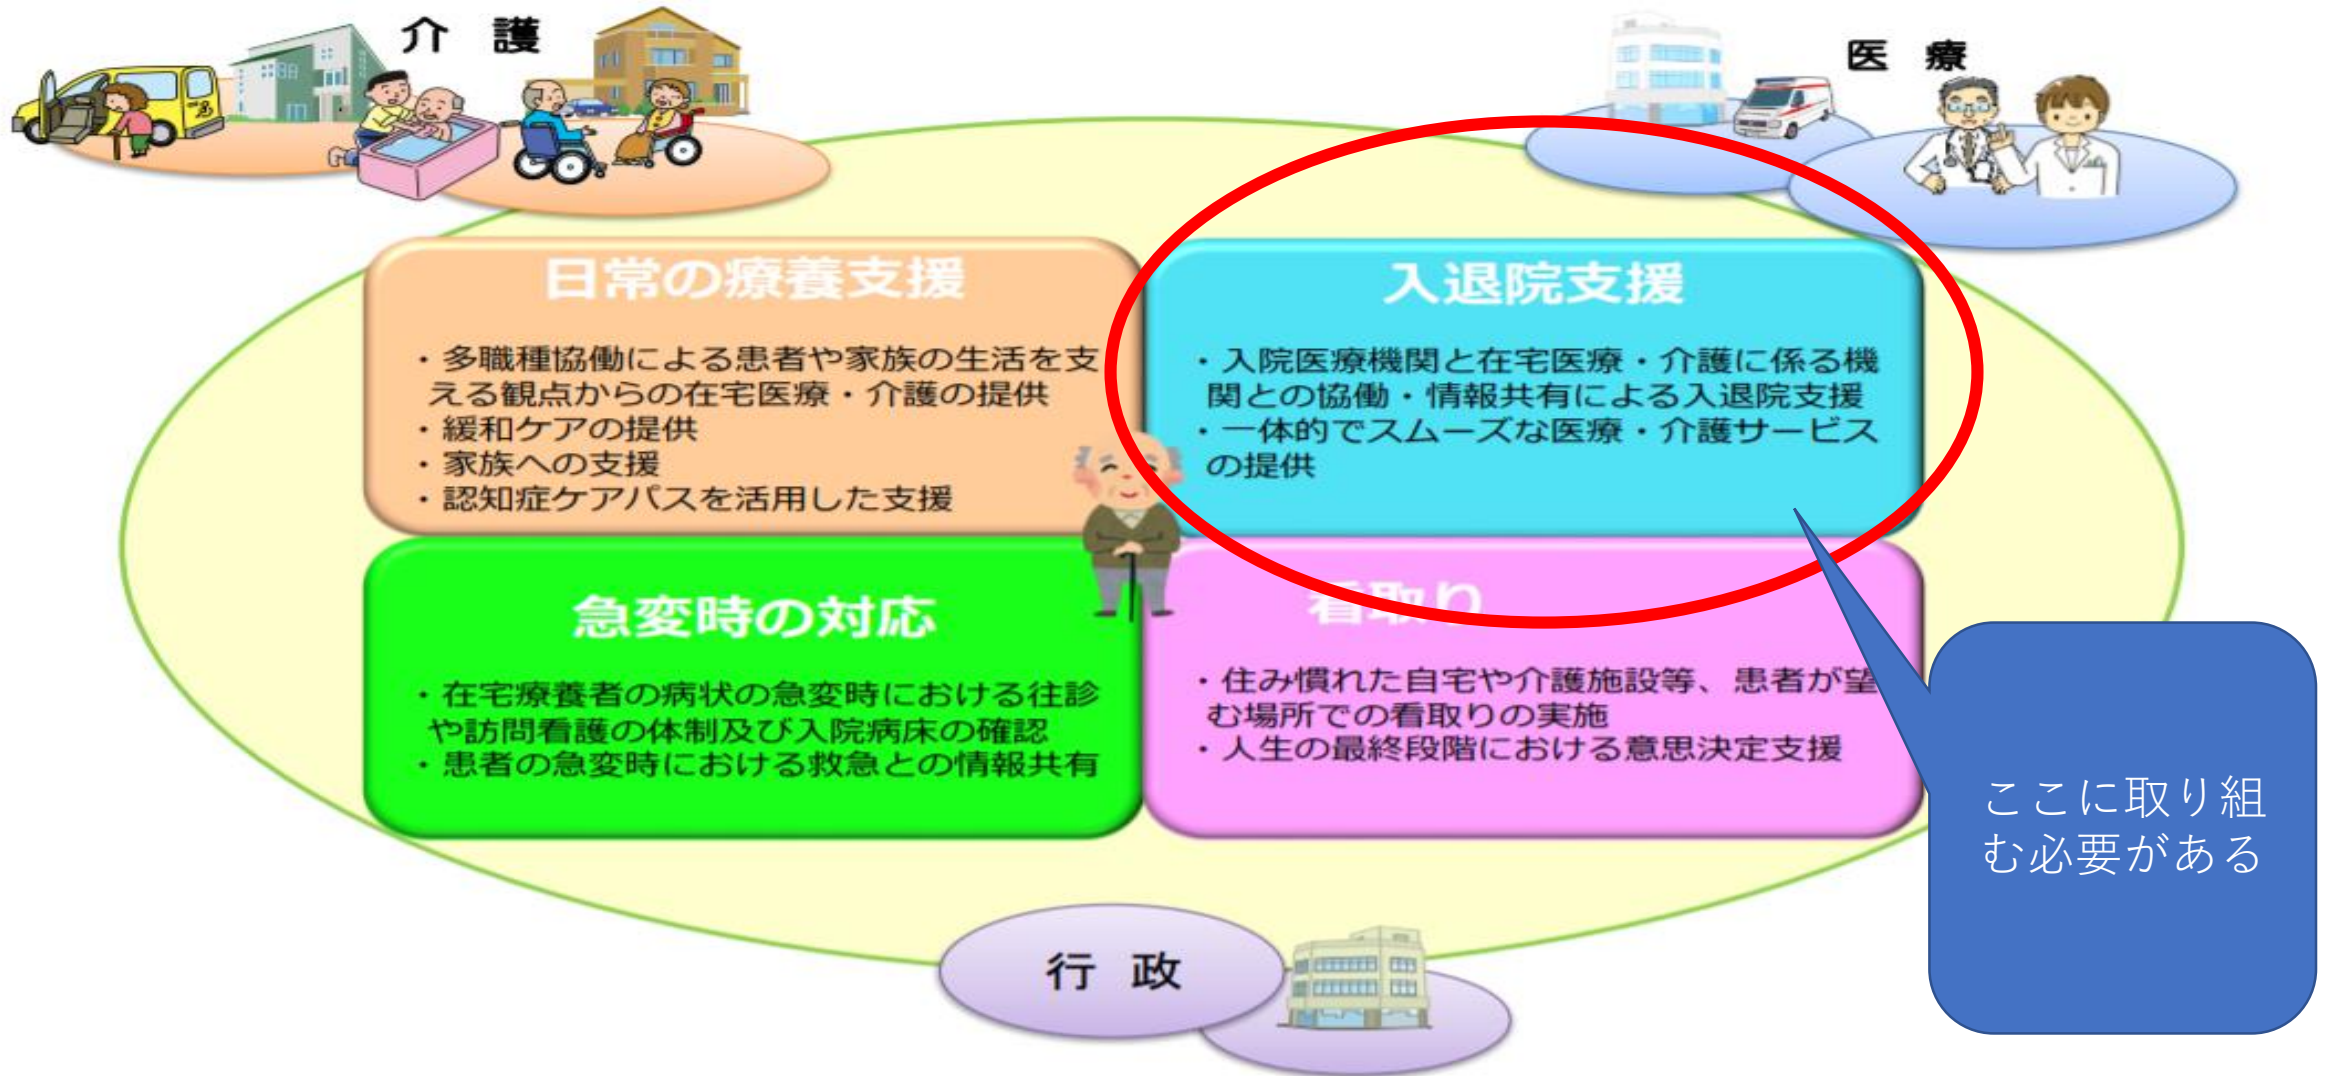 介 護
医 療
日常の療養支援
・多職種協働による患者や家族の生活を支
える観点からの在宅医療・介護の提供
・緩和ケアの提供
・家族への支援
・認知症ケアパスを活用した支援
入退院支援
・入院医療機関と在宅医療・介護に係る機
関との協働・情報共有による入退院支援
・一体的でスムーズな医療・介護サービス
の提供
急変時の対応
・在宅療養者の病状の急変時における往診
や訪問看護の体制及び入院病床の確認
・患者の急変時における救急との情報共有
看取り
・住み慣れた自宅や介護施設等、患者が望
む場所での看取りの実施
・人生の最終段階における意思決定支援
ここに取り組
む必要がある
行 政